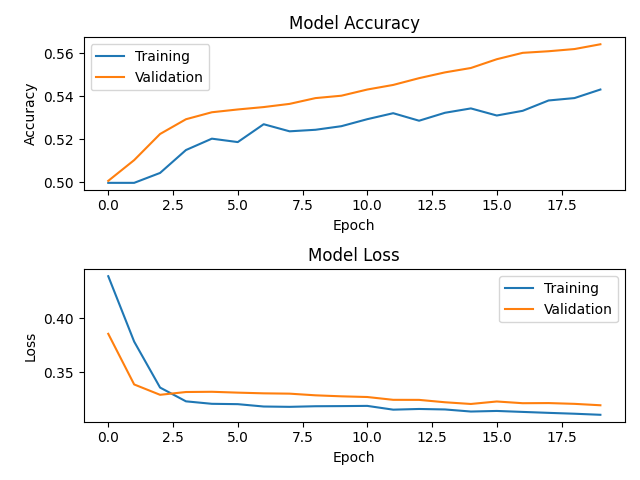 Model Accuracy
Training
Validation
0.56
0.54
0.52
0.50
Accuracy
0.0 2.5 5.0 7.5 10.0 12.5 15.0 17.5
Epoch
Model Loss
Training
Validation
0.40
0.35
Loss
0.0 2.5 5.0 7.5 10.0 12.5 15.0 17.5
Epoch